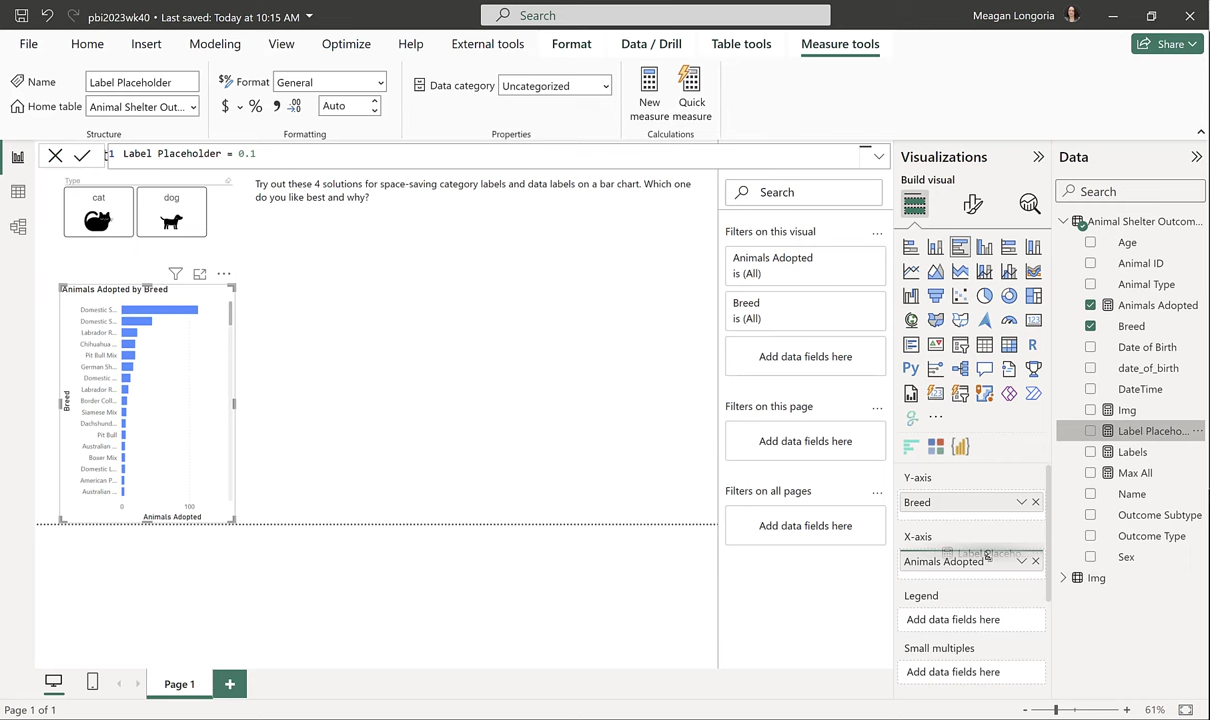 pbi2023wk40 • Last saved: Today at 10:15 AM
Search
Meagan Longoria
File Home Insert Modeling View Optimize Help External tools Format Data / Drill Table tools Measure tools
Share
Name Label Placeholder
Home table Animal Shelter Out...
Structure
Format General
$ % Auto
Formatting
Data category Uncategorized
Properties
New measure
Quick measure
Calculations
1 Label Placeholder = 0.1
Type
cat
dog
Try out these 4 solutions for space-saving category labels and data labels on a bar chart. Which one
do you like best and why?
Animals Adopted by Breed
Breed
Domestic S...
Domestic S...
Labrador R...
Chihuahua ...
Pit Bull Mix
German Sh...
Domestic ...
Labrador R...
Border Coll...
Siamese Mix
Dachshund...
Pit Bull
Australian ...
Boxer Mix
Domestic L...
American P...
Australian ...
0 100
Animals Adopted
Search
Filters on this visual ...
Animals Adopted
is (All)
Breed
is (All)
Add data fields here
Filters on this page ...
Add data fields here
Filters on all pages ...
Add data fields here
Visualizations
Build visual
123
R
Py
...
Y-axis
Breed
X-axis
Label Placeho...
Animals Adopted
Legend
Add data fields here
Small multiples
Add data fields here
Data
Search
Animal Shelter Outcom...
Age
Animal ID
Animal Type
Animals Adopted
Breed
Date of Birth
date_of_birth
DateTime
Img
Label Placeho... ...
Labels
Max All
Name
Outcome Subtype
Outcome Type
Sex
Img
Page 1
Page 1 of 1
- + 61%